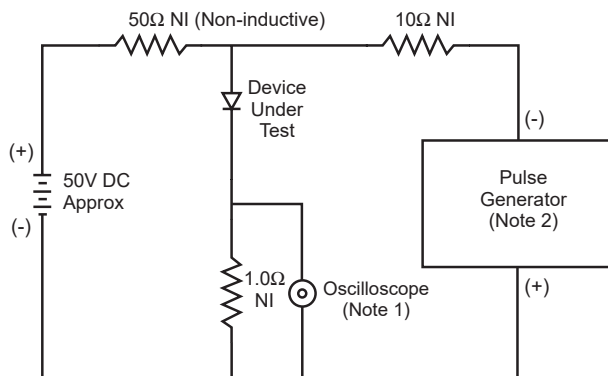 50Ω NI (Non-inductive)
10Ω NI
Device
Under
Test
(+)
50V DC
Approx
(-)
(-)
Pulse
Generator
(Note 2)
(+)
1.0Ω
NI
Oscilloscope
(Note 1)